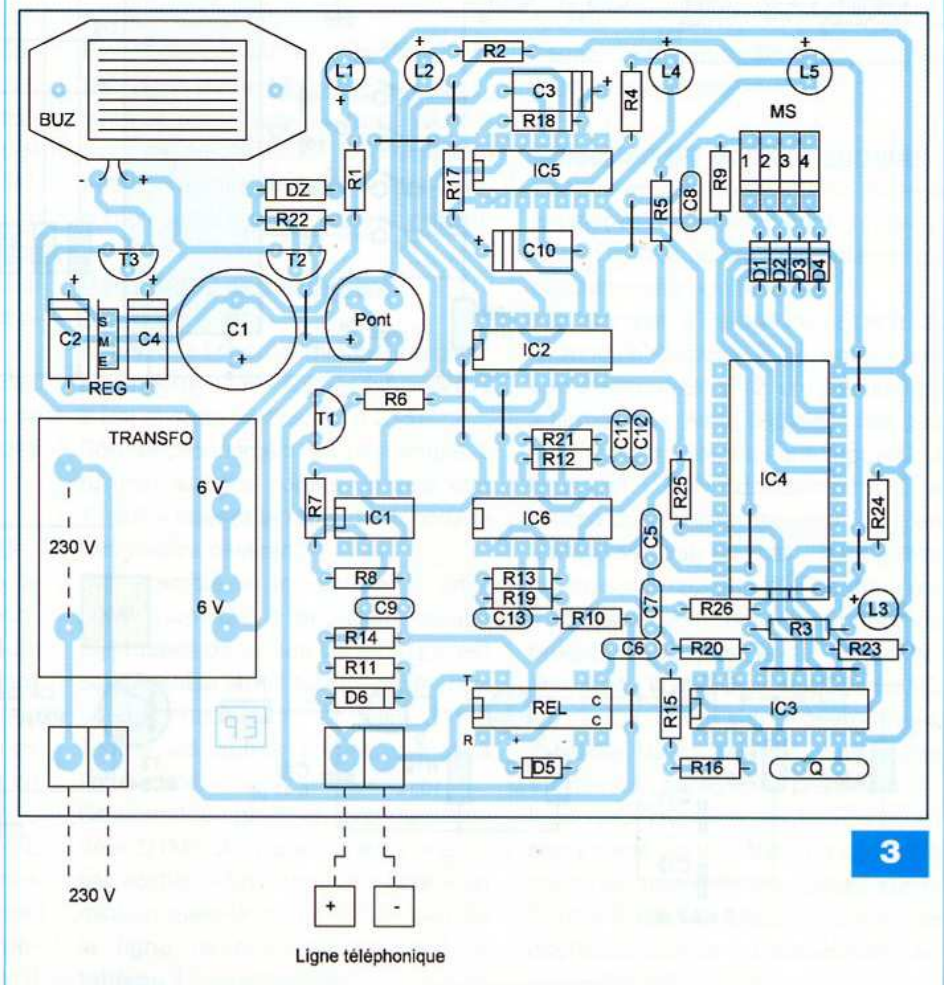 L1
+
+
L2
R2
+
L4
+
L5
C3
+
R4
R18
MS
BUZ
- +
R1
R17
IC5
1 2 3 4
R9
R5
C8
DZ
R22
T3
T2
+
C10
D1
D2
D3
D4
+
C2
S
M
E
REG
+
C4
C1
+
-
Pont
+
IC2
IC4
TRANSFO
T1
R6
R21
R12
C11
C12
6 V
230 V
6 V
R7
IC1
IC6
R25
C5
R24
R8
C9
R14
R11
D6
R13
R19
C13
R10
C7
C6
R26
R20
R3
+
L3
R23
T
REL
C
C
R + -
D5
R15
IC3
R16
Q
3
230 V
+ -
Ligne téléphonique